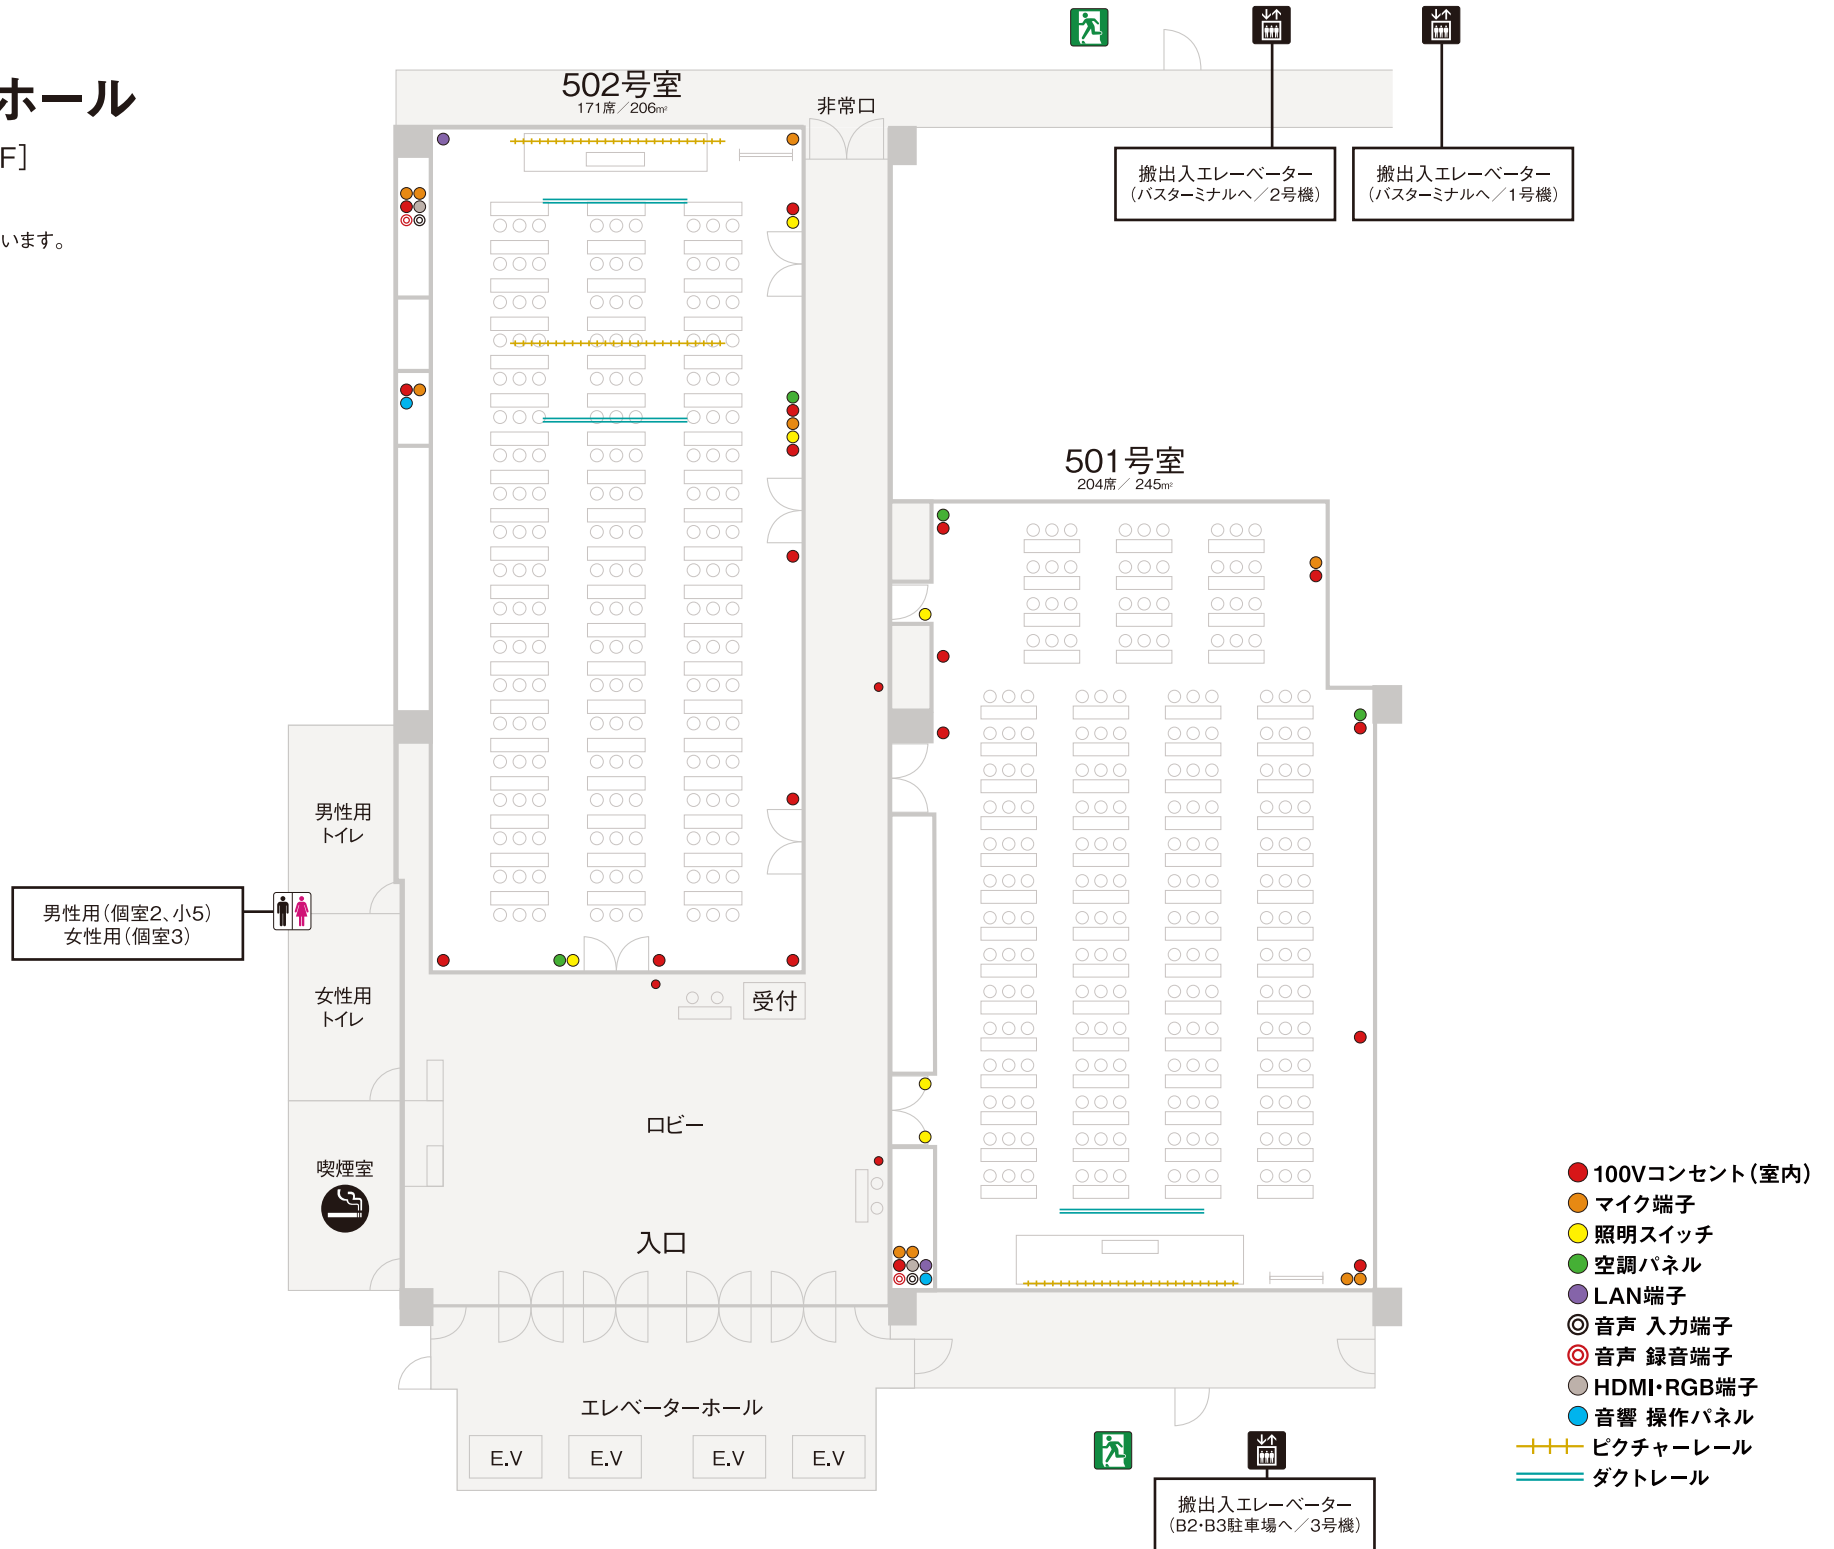 ホール
F]
います。
502号室
171席／206㎡
非常口
搬出入エレーベーター
（バスターミナルへ／2号機）
搬出入エレーベーター
（バスターミナルへ／1号機）
501号室
204席／245㎡
男性用
トイレ
男性用（個室2、小5）
女性用（個室3）
女性用
トイレ
受付
ロビー
喫煙室
入口
エレベーターホール
E.V
E.V
E.V
E.V
搬出入エレーベーター
（B2・B3駐車場へ／3号機）
100Vコンセント（室内）
マイク端子
照明スイッチ
空調パネル
LAN端子
音声 入力端子
音声 録音端子
HDMI・RGB端子
音響 操作パネル
ピクチャーレール
ダクトレール